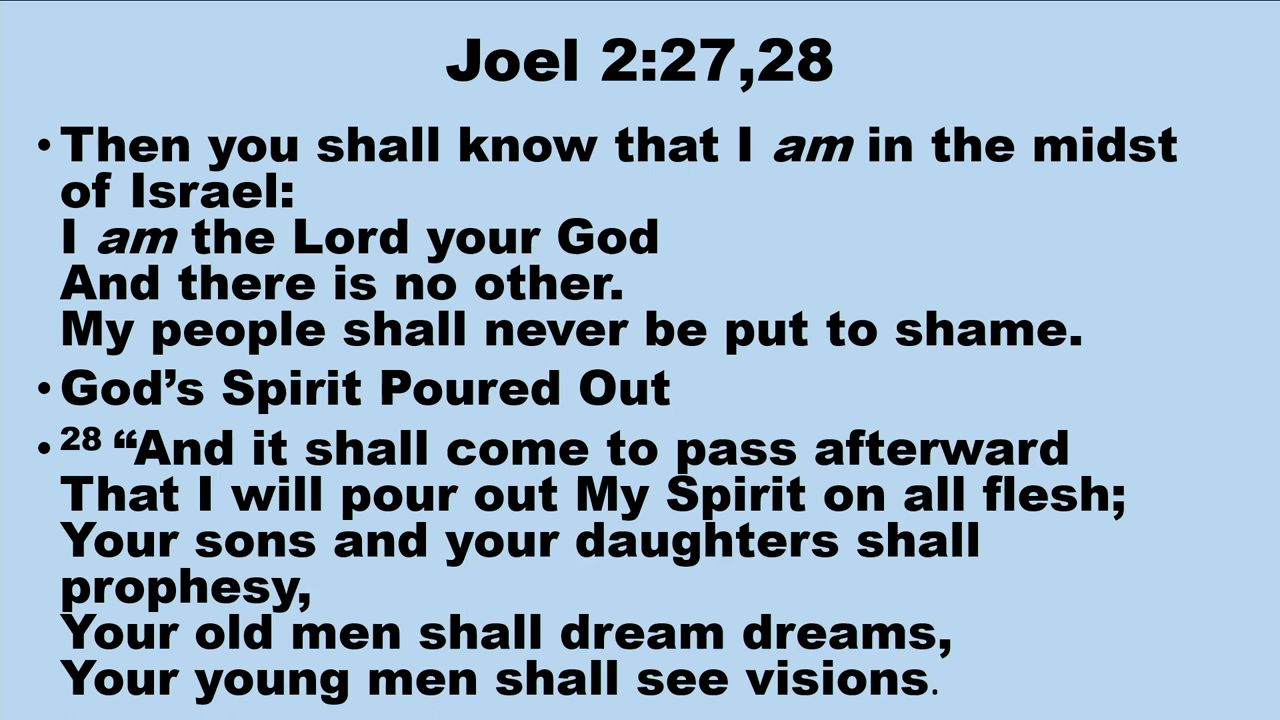 Joel 2:27,28
• Then you shall know that I am in the midst
of Israel:
I am the Lord your God
And there is no other.
My people shall never be put to shame.
• God’s Spirit Poured Out
• 28 “And it shall come to pass afterward
That I will pour out My Spirit on all flesh;
Your sons and your daughters shall
prophesy,
Your old men shall dream dreams,
Your young men shall see visions.